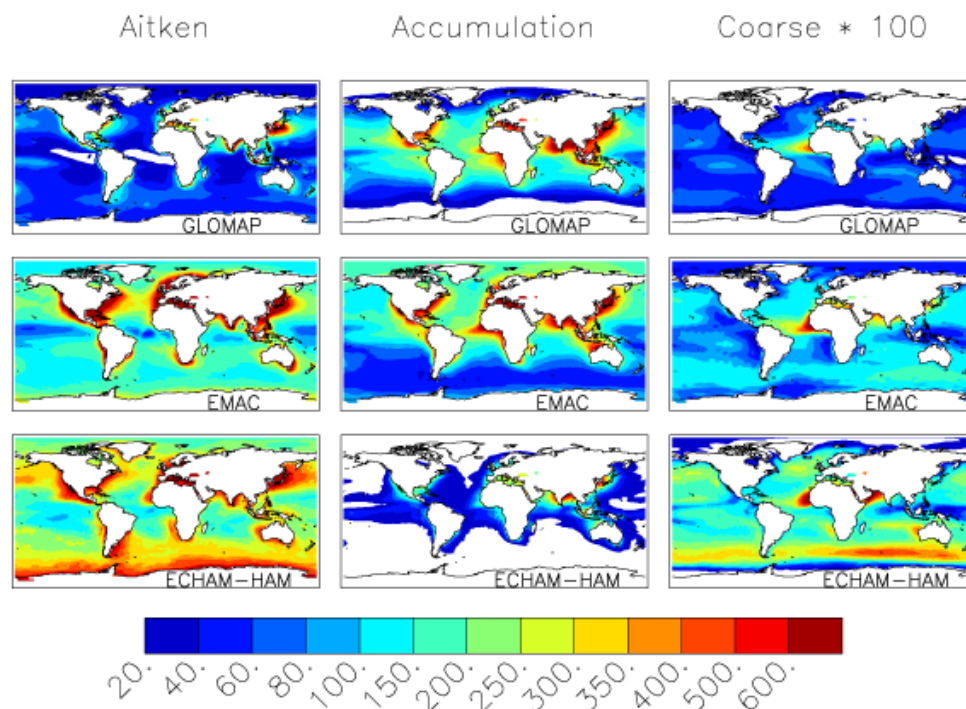 Aitken Accumulation Coarse * 100
GLOMAP GLOMAP GLOMAP
EMAC EMAC EMAC
ECHAM-HAM ECHAM-HAM ECHAM-HAM
20. 40. 60. 80. 100. 150. 200. 250. 300. 350. 400. 500. 600.